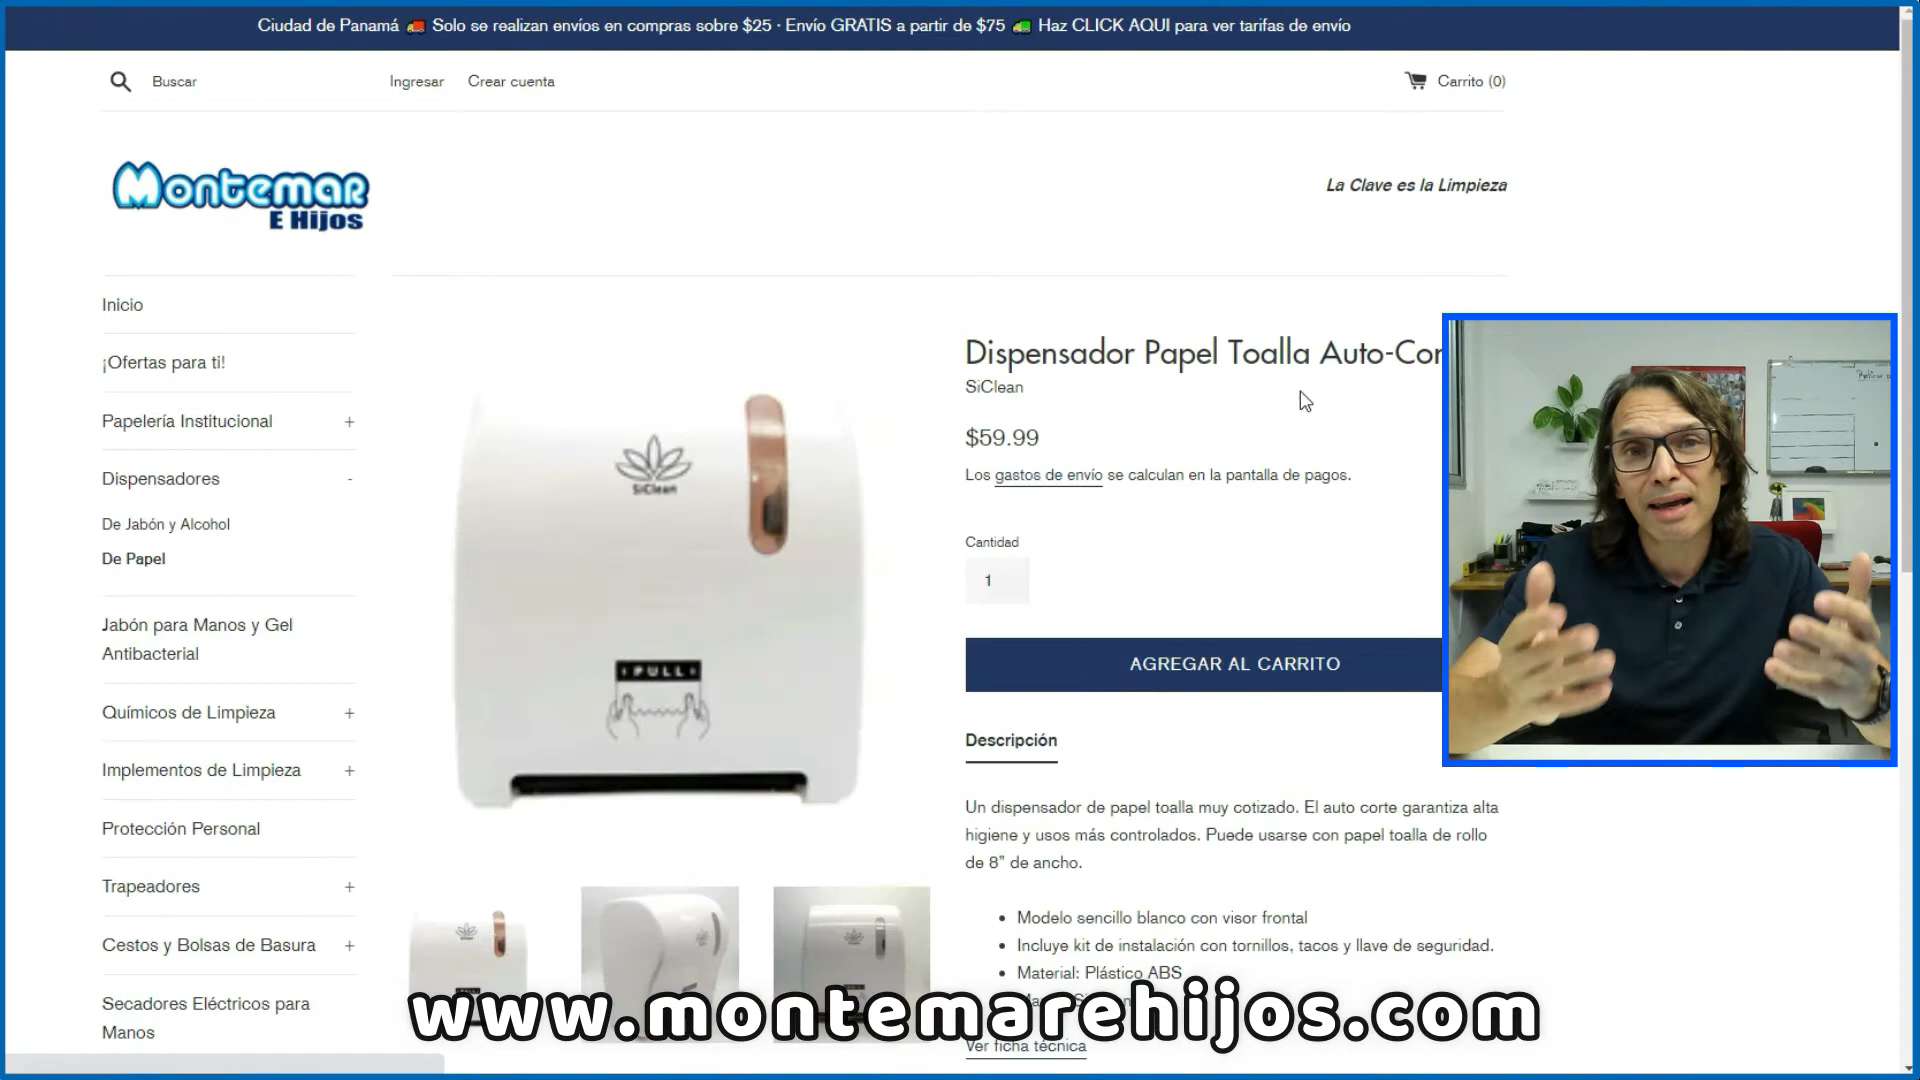 Ciudad de Panamá 🚚 Solo se realizan envíos en compras sobre $25 · Envío GRATIS a partir de $75 🚚 Haz CLICK AQUI para ver tarifas de envío
Buscar
Ingresar
Crear cuenta
Carrito (0)
Montemar
E Hijos
La Clave es la Limpieza
Inicio
¡Ofertas para ti!
Papelería Institucional +
Dispensadores -
De Jabón y Alcohol
De Papel
Jabón para Manos y Gel
Antibacterial
Químicos de Limpieza +
Implementos de Limpieza +
Protección Personal
Trapeadores +
Cestos y Bolsas de Basura +
Secadores Eléctricos para
Manos
SiClean
PULL
Dispensador Papel Toalla
SiClean
$59.99
Los gastos de envío se calculan en la pantalla de pagos.
Cantidad
1
AGREGAR AL CARRITO
Descripción
Un dispensador de papel toalla muy cotizado. El auto corte garantiza alta
higiene y usos más controlados. Puede usarse con papel toalla de rollo
de 8" de ancho.
• Modelo sencillo blanco con visor frontal
• Incluye kit de instalación con tornillos, tacos y llave de seguridad.
• Material: Plástico ABS
Ver ficha técnica
www.montemarehijos.com